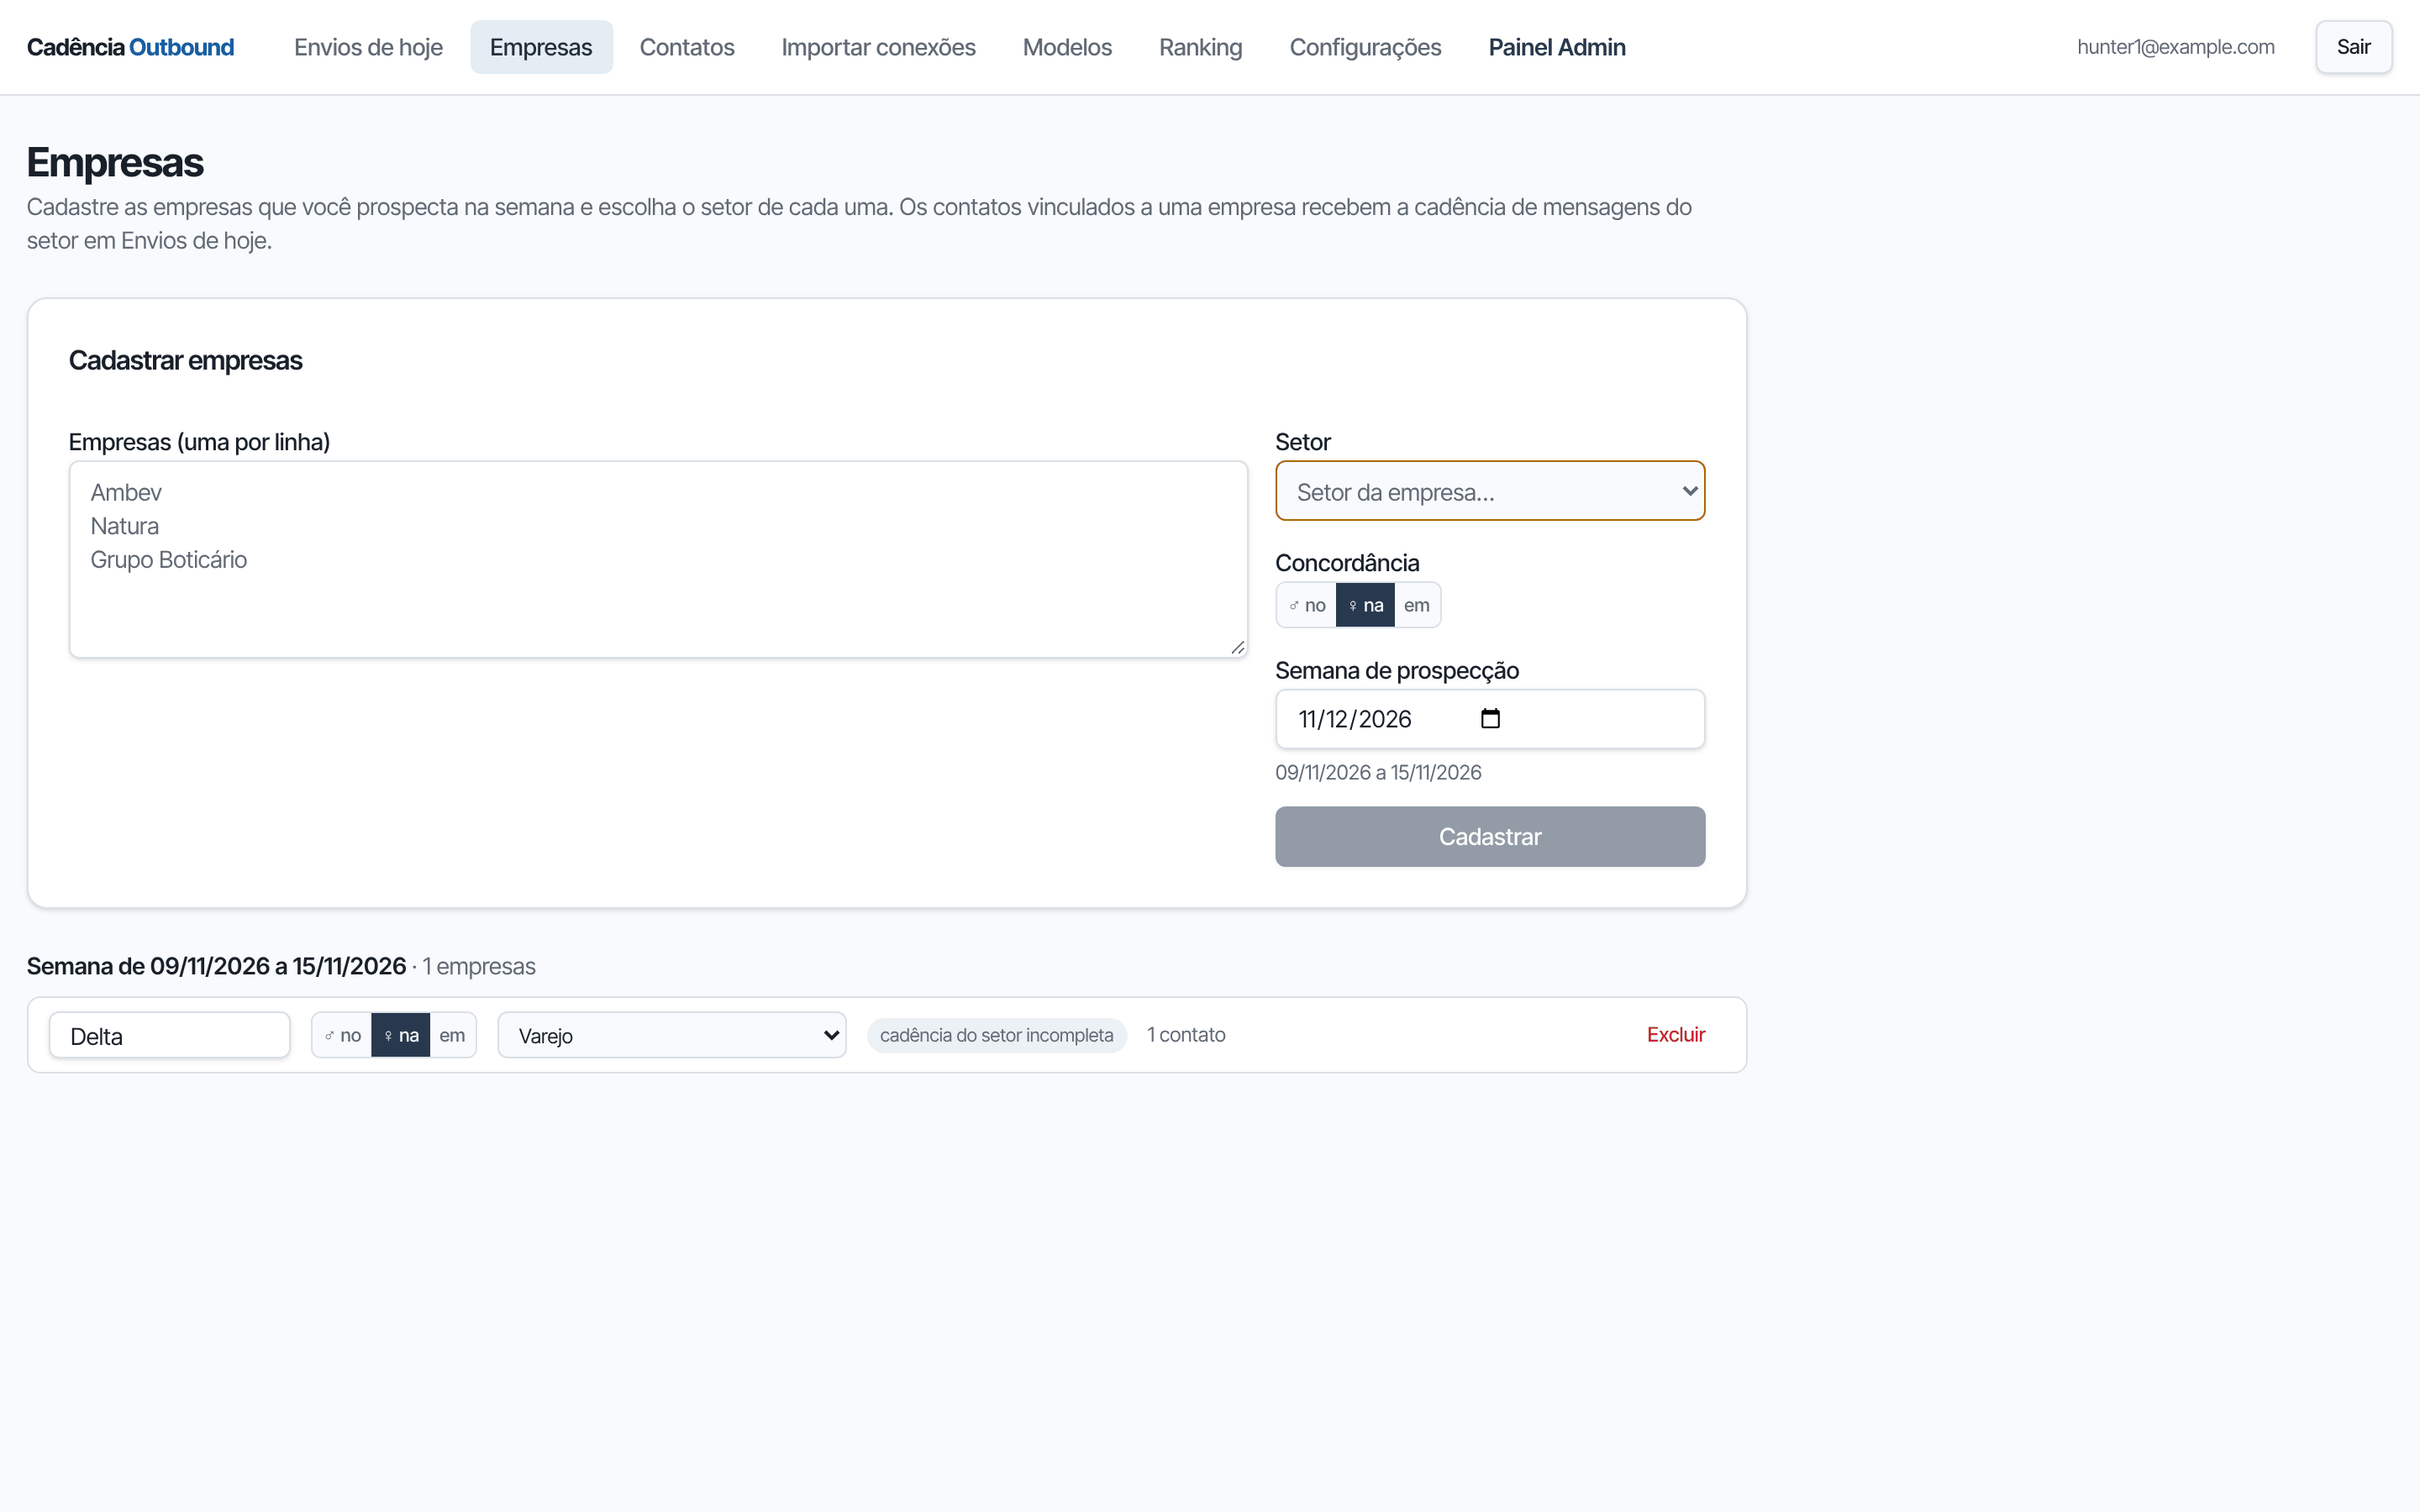 Cadência Outbound Envios de hoje Empresas Contatos Importar conexões Modelos Ranking Configurações Painel Admin hunter1@example.com Sair
Empresas
Cadastre as empresas que você prospecta na semana e escolha o setor de cada uma. Os contatos vinculados a uma empresa recebem a cadência de mensagens do
setor em Envios de hoje.
Cadastrar empresas
Empresas (uma por linha)
Ambev
Natura
Grupo Boticário
Setor
Setor da empresa...
Concordância
♂ no ♀ na em
Semana de prospecção
11/12/2026
09/11/2026 a 15/11/2026
Cadastrar
Semana de 09/11/2026 a 15/11/2026 · 1 empresas
Delta ♂ no ♀ na em Varejo cadência do setor incompleta 1 contato Excluir